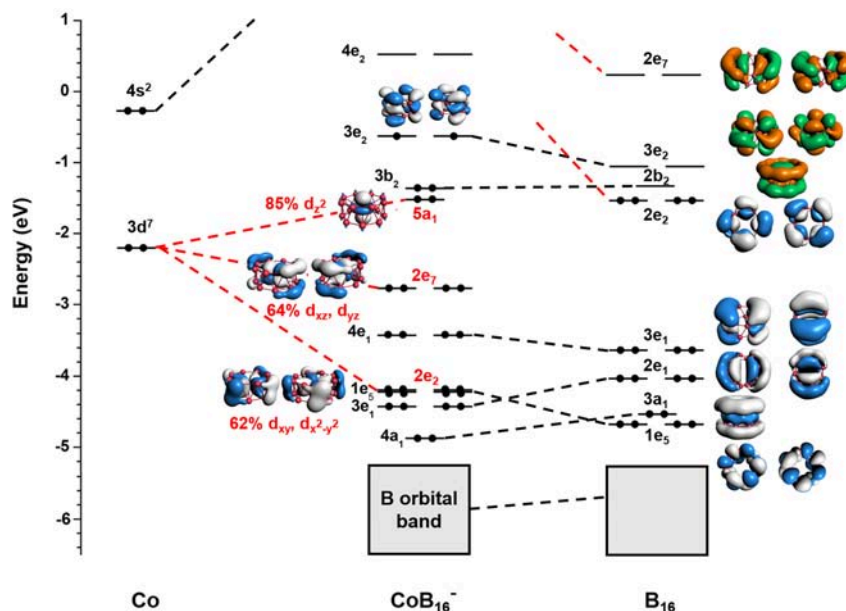 Energy (eV)
1
0
-1
-2
-3
-4
-5
-6
4s²
3d⁷
Co
85% d_z²
64% d_xz, d_yz
62% d_xy, d_x²-y²
4e₂
3e₂
3b₂
5a₁
2e₇
4e₁
2e₂
1e₅
3e₁
4a₁
B orbital
band
CoB₁₆⁻
2e₇
3e₂
2b₂
2e₂
3e₁
2e₁
3a₁
1e₅
B₁₆